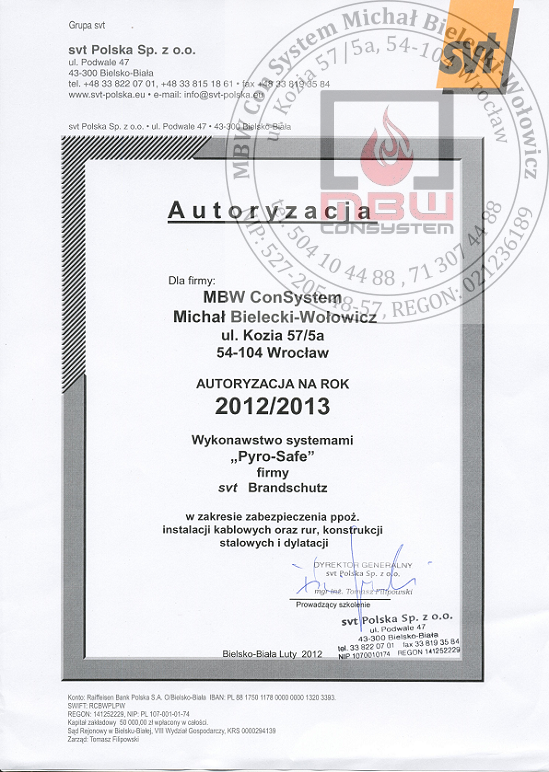 Grupa svt
svt Polska Sp. z o.o.
ul. Podwale 47
43-300 Bielsko-Biała
tel. +48 33 822 07 01, +48 33 815 18 61 • fax +48 33 819 35 84
www.svt-polska.eu • e-mail: info@svt-polska.eu
svt
MBW Con System Michał Bielecki-Wołowicz
ul. Kozia 57/5a, 54-104 Wrocław
MBW
CONSYSTEM
tel. 504 10 44 88 , 71 307 44 88
NIP: 527-205-48-57, REGON: 021236189
svt Polska Sp. z o.o. • ul. Podwale 47 • 43-300 Bielsko-Biała
Autoryzacja
Dla firmy:
MBW ConSystem
Michał Bielecki-Wołowicz
ul. Kozia 57/5a
54-104 Wrocław
AUTORYZACJA NA ROK
2012/2013
Wykonawstwo systemami
„Pyro-Safe”
firmy
svt Brandschutz
w zakresie zabezpieczenia ppoż.
instalacji kablowych oraz rur, konstrukcji
stalowych i dylatacji
DYREKTOR GENERALNY
svt Polska Sp. z o.o.
mgr inż. Tomasz Filipowski
Prowadzący szkolenie
svt Polska Sp. z o.o.
ul. Podwale 47
43-300 Bielsko-Biała
tel. 33 822 07 01 fax 33 819 35 84
NIP 1070010174 REGON 141252229
Bielsko-Biała Luty 2012
Konto: Raiffeisen Bank Polska S.A. O/Bielsko-Biała IBAN: PL 88 1750 1178 0000 0000 1320 3393.
SWIFT: RCBWPLPW
REGON: 141252229, NIP: PL 107-001-01-74
Kapitał zakładowy 50 000,00 zł wpłacony w całości.
Sąd Rejonowy w Bielsku-Białej, VIII Wydział Gospodarczy, KRS 0000294139
Zarząd: Tomasz Filipowski